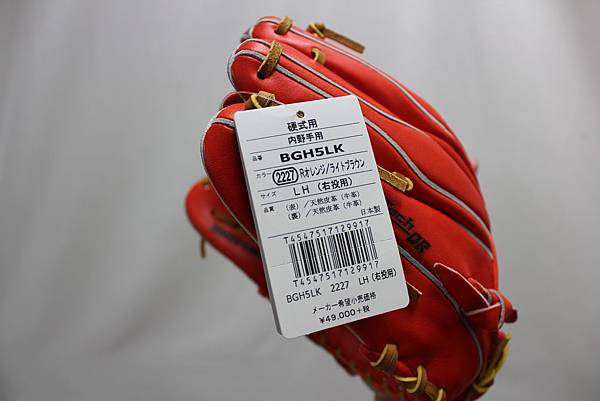 硬式用
内野手用
品番 BGH5LK
カラー 2227 Rオレンジ/ライトブラウン
サイズ LH (右投用)
品質 (表) /天然皮革 (牛革)
(裏) /天然皮革 (牛革)
日本製
T4547517129917
T4547517129917
BGH5LK 2227 LH (右投用)
メーカー希望小売価格
¥49,000+税
Tech
DR